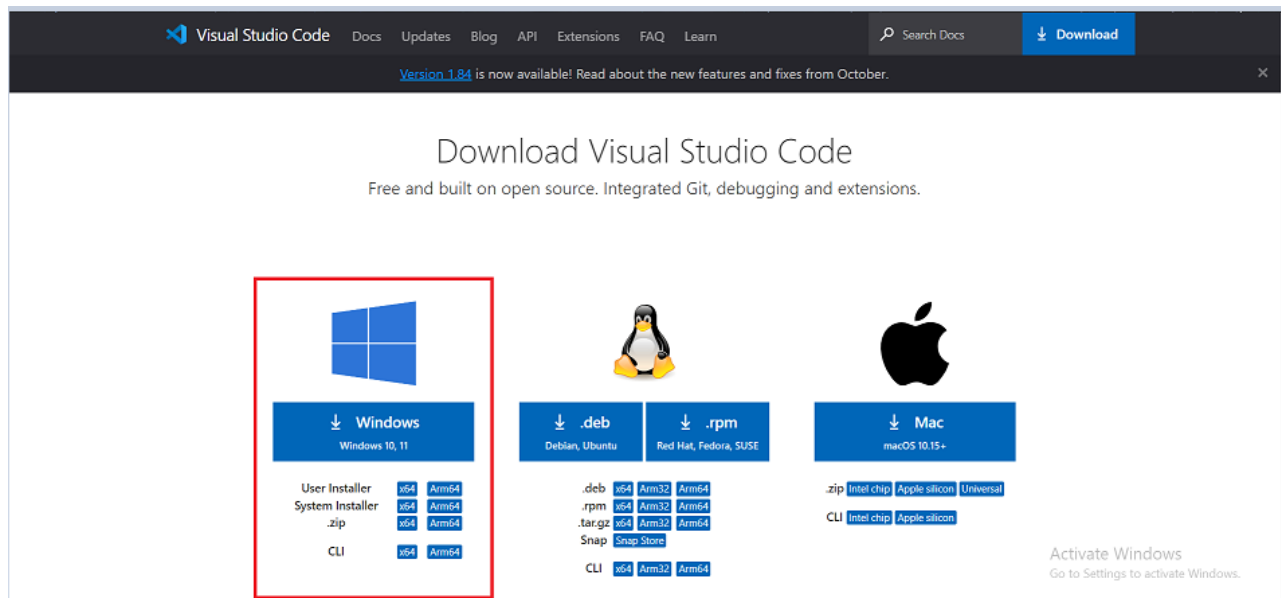 Visual Studio Code Docs Updates Blog API Extensions FAQ Learn Search Docs Download
Version 1.84 is now available! Read about the new features and fixes from October.
Download Visual Studio Code
Free and built on open source. Integrated Git, debugging and extensions.
Windows
Windows 10, 11
User Installer x64 Arm64
System Installer x64 Arm64
.zip x64 Arm64
CLI x64 Arm64
.deb
Debian, Ubuntu
.rpm
Red Hat, Fedora, SUSE
.deb x64 Arm32 Arm64
.rpm x64 Arm32 Arm64
.tar.gz x64 Arm32 Arm64
Snap Snap Store
CLI x64 Arm32 Arm64
Mac
macOS 10.15+
.zip Intel chip Apple silicon Universal
CLI Intel chip Apple silicon
Activate Windows
Go to Settings to activate Windows.